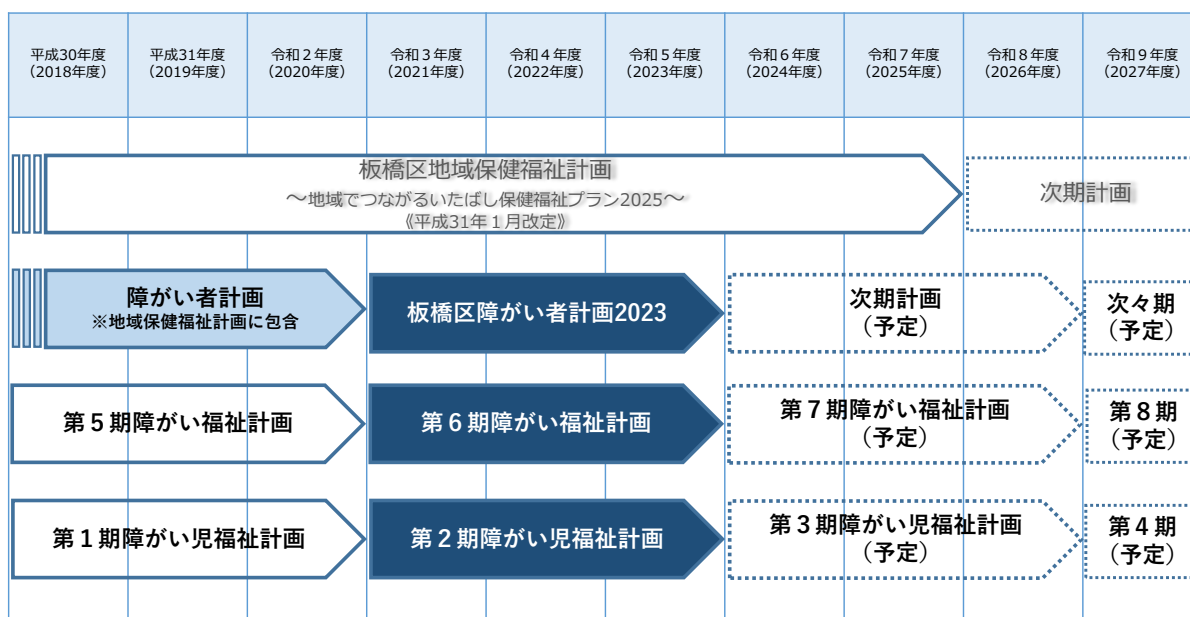 平成30年度
（2018年度）
平成31年度
（2019年度）
令和２年度
（2020年度）
令和３年度
（2021年度）
令和４年度
（2022年度）
令和５年度
（2023年度）
令和６年度
（2024年度）
令和７年度
（2025年度）
令和８年度
（2026年度）
令和９年度
（2027年度）
板橋区地域保健福祉計画
～地域でつながるいたばし保健福祉プラン2025～
《平成31年１月改定》
次期計画
障がい者計画
※地域保健福祉計画に包含
板橋区障がい者計画2023
次期計画
（予定）
次々期
（予定）
第５期障がい福祉計画
第６期障がい福祉計画
第７期障がい福祉計画
（予定）
第８期
（予定）
第１期障がい児福祉計画
第２期障がい児福祉計画
第３期障がい児福祉計画
（予定）
第４期
（予定）